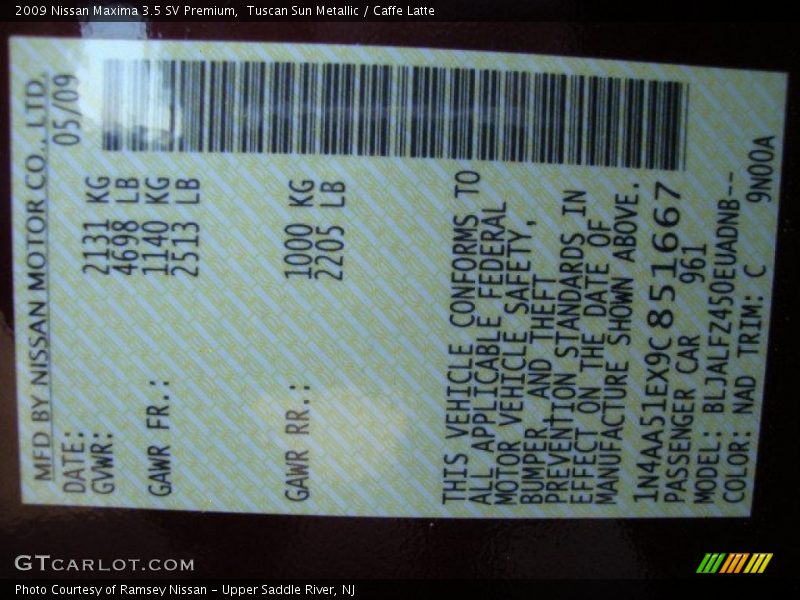 2009 Nissan Maxima 3.5 SV Premium,  Tuscan Sun Metallic / Caffe Latte
MFD BY NISSAN MOTOR CO., LTD.
DATE: 05/09
GVWR: 2131 KG
4698 LB
GAWR FR.: 1140 KG
2513 LB
GAWR RR.: 1000 KG
2205 LB
THIS VEHICLE CONFORMS TO
ALL APPLICABLE FEDERAL
MOTOR VEHICLE SAFETY,
BUMPER, AND THEFT
PREVENTION STANDARDS IN
EFFECT ON THE DATE OF
MANUFACTURE SHOWN ABOVE.
1N4AA51EX9C851667
PASSENGER CAR 961
MODEL: BLJALFZ450EUADNB--
COLOR: NAD TRIM: C 9N00A
GTCARLOT.COM
Photo Courtesy of Ramsey Nissan - Upper Saddle River, NJ